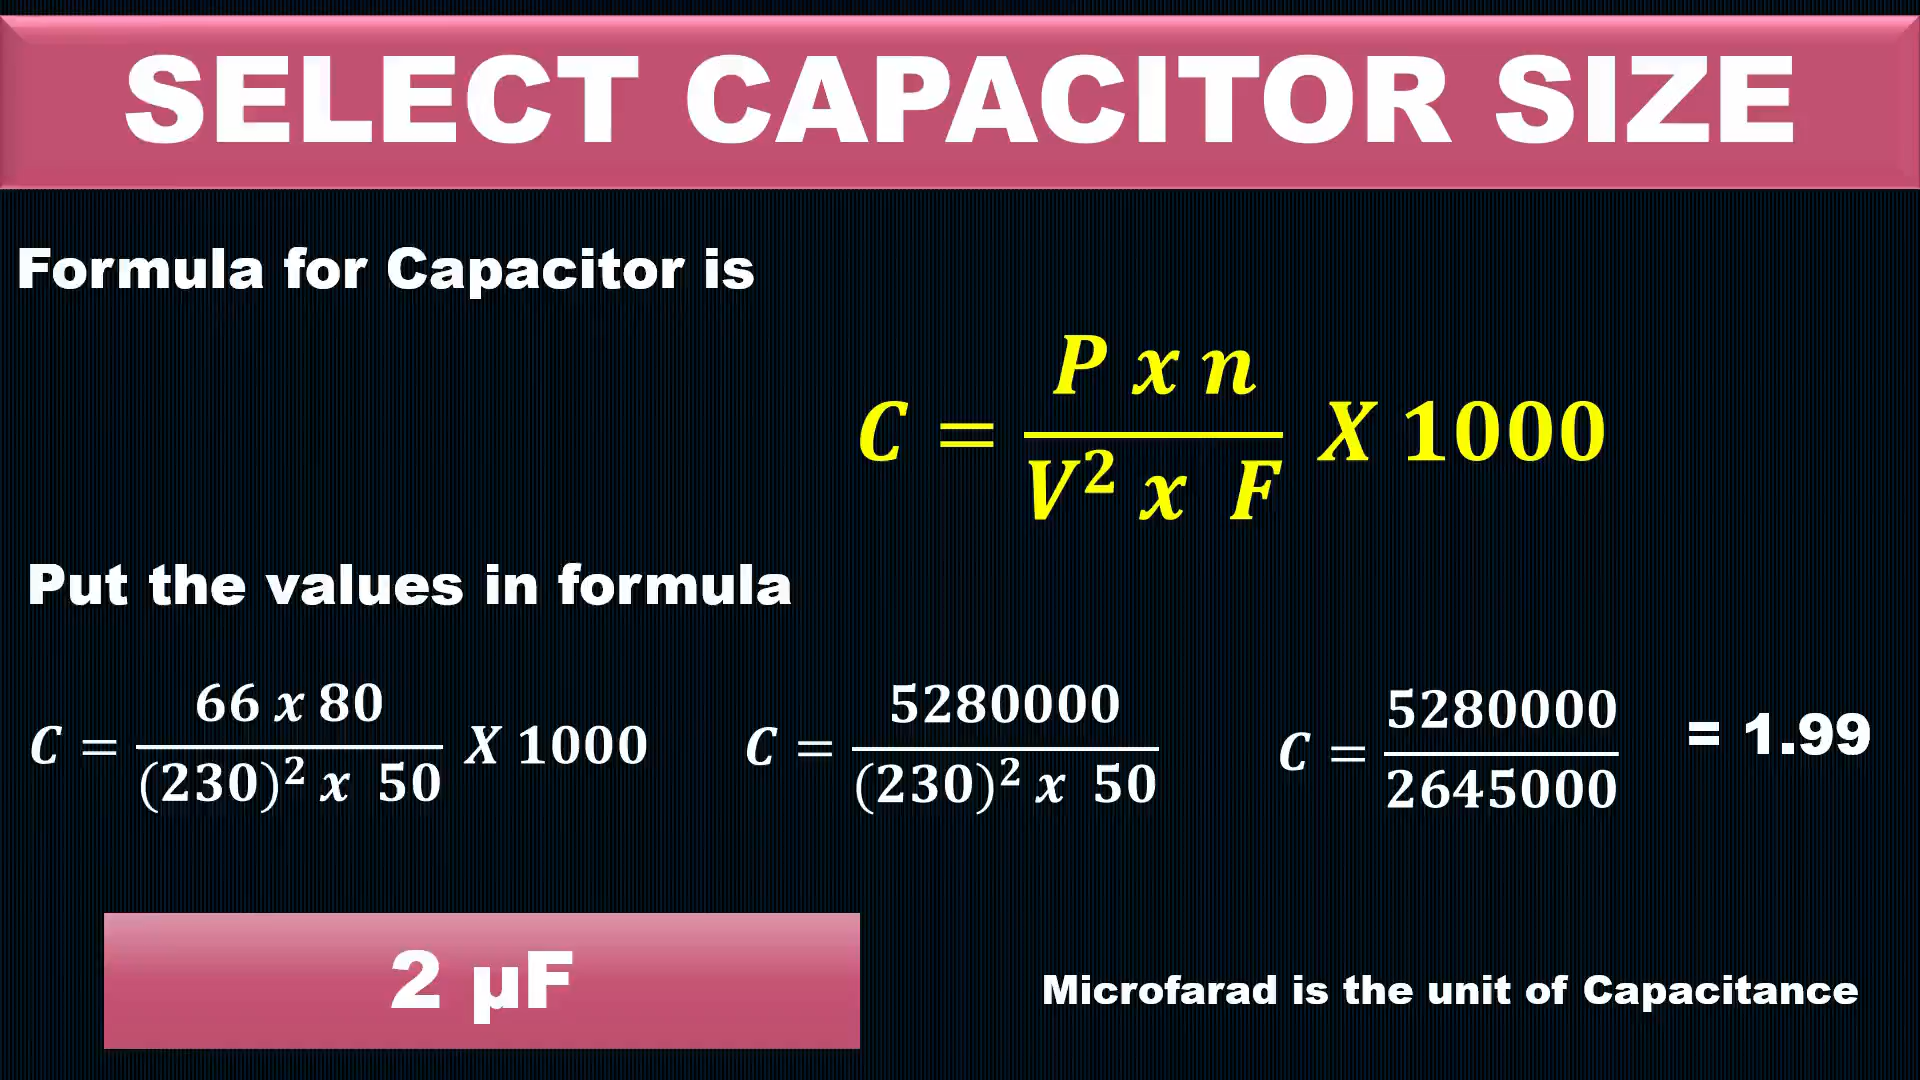 SELECT CAPACITOR SIZE
Formula for Capacitor is
C = P x n / V² x F X 1000
Put the values in formula
C = 66 x 80 / (230)² x 50 X 1000
C = 5280000 / (230)² x 50
C = 5280000 / 2645000 = 1.99
2 µF
Microfarad is the unit of Capacitance